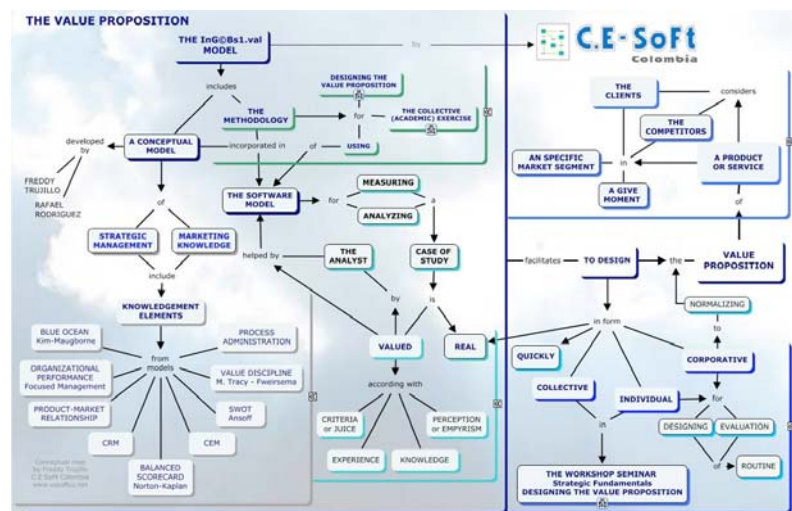 THE VALUE PROPOSITION
THE InG©Bs1.val
MODEL
by
C.E-SoFt
Colombia
includes
DESIGNING THE
VALUE PROPOSITION
THE
METHODOLOGY
for
THE COLLECTIVE
(ACADEMIC) EXERCISE
developed
by
A CONCEPTUAL
MODEL
incorporated in
of
USING
FREDDY
TRUJILLO
RAFAEL
RODRIGUEZ
THE SOFTWARE
MODEL
for
MEASURING
ANALYZING
a
of
STRATEGIC
MANAGEMENT
MARKETING
KNOWLEDGE
helped by
THE
ANALYST
CASE OF
STUDY
include
by
is
KNOWLEDGEMENT
ELEMENTS
VALUED
REAL
BLUE OCEAN
Kim-Maugborne
PROCESS
ADMINISTRATION
from
models
ORGANIZATIONAL
PERFORMANCE
Focused Management
VALUE DISCIPLINE
M. Tracy - Fweirsema
PRODUCT-MARKET
RELATIONSHIP
SWOT
Ansoff
CRM
CEM
BALANCED
SCORECARD
Norton-Kaplan
according with
CRITERIA
or JUICE
PERCEPTION
or EMPYRISM
EXPERIENCE
KNOWLEDGE
Conceptual map
by Freddy Trujillo
C.E Soft Colombia
THE
CLIENTS
considers
THE
COMPETITORS
AN SPECIFIC
MARKET SEGMENT
in
A PRODUCT
OR SERVICE
A GIVE
MOMENT
of
facilitates
TO DESIGN
the
VALUE
PROPOSITION
NORMALIZING
in form
to
QUICKLY
CORPORATIVE
COLLECTIVE
INDIVIDUAL
for
DESIGNING
EVALUATION
in
of
ROUTINE
THE WORKSHOP SEMINAR
Strategic Fundamentals
DESIGNING THE VALUE PROPOSITION